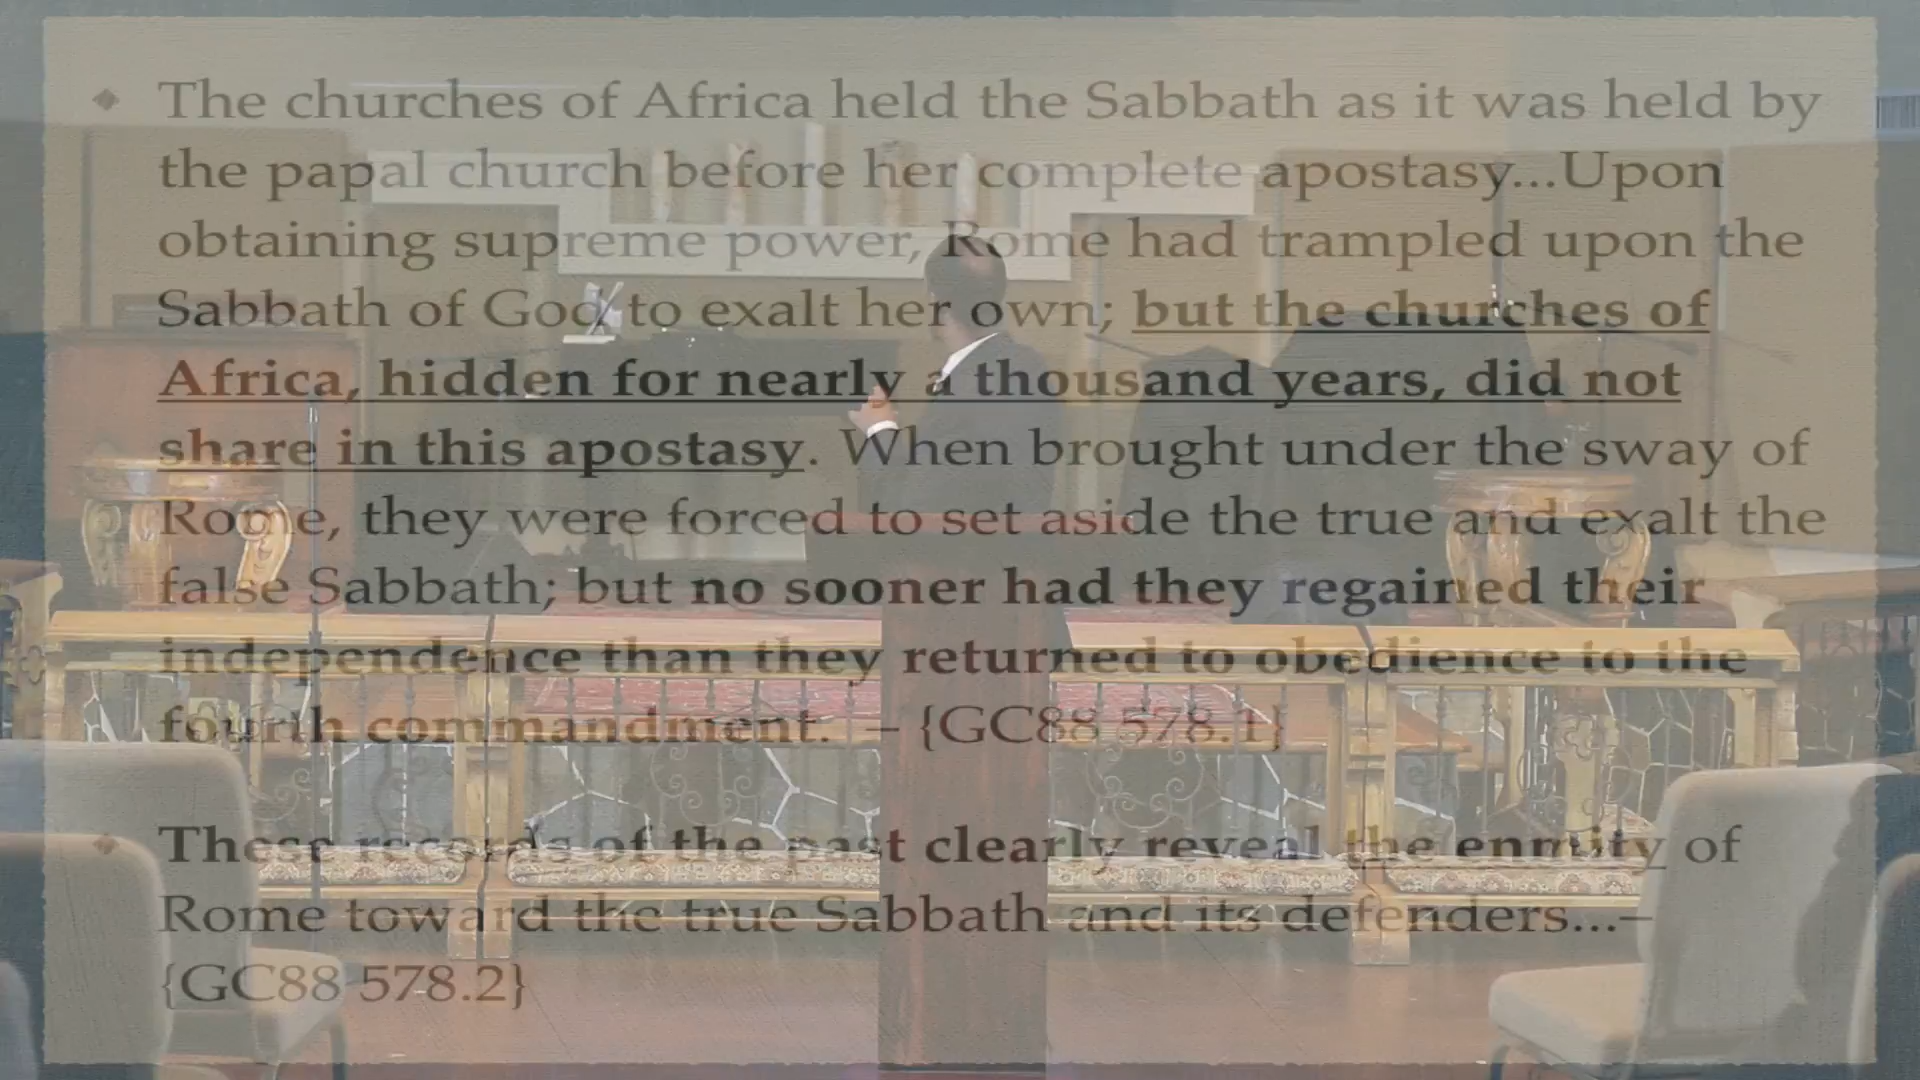 The churches of Africa held the Sabbath as it was held by
the papal church before her complete apostasy...Upon
obtaining supreme power, Rome had trampled upon the
Sabbath of God to exalt her own; but the churches of
Africa, hidden for nearly a thousand years, did not
share in this apostasy. When brought under the sway of
Rome, they were forced to set aside the true and exalt the
false Sabbath; but no sooner had they regained their
independence than they returned to obedience to the
fourth commandment. – {GC88 578.1}
These records of the past clearly reveal the enmity of
Rome toward the true Sabbath and its defenders...–
{GC88 578.2}